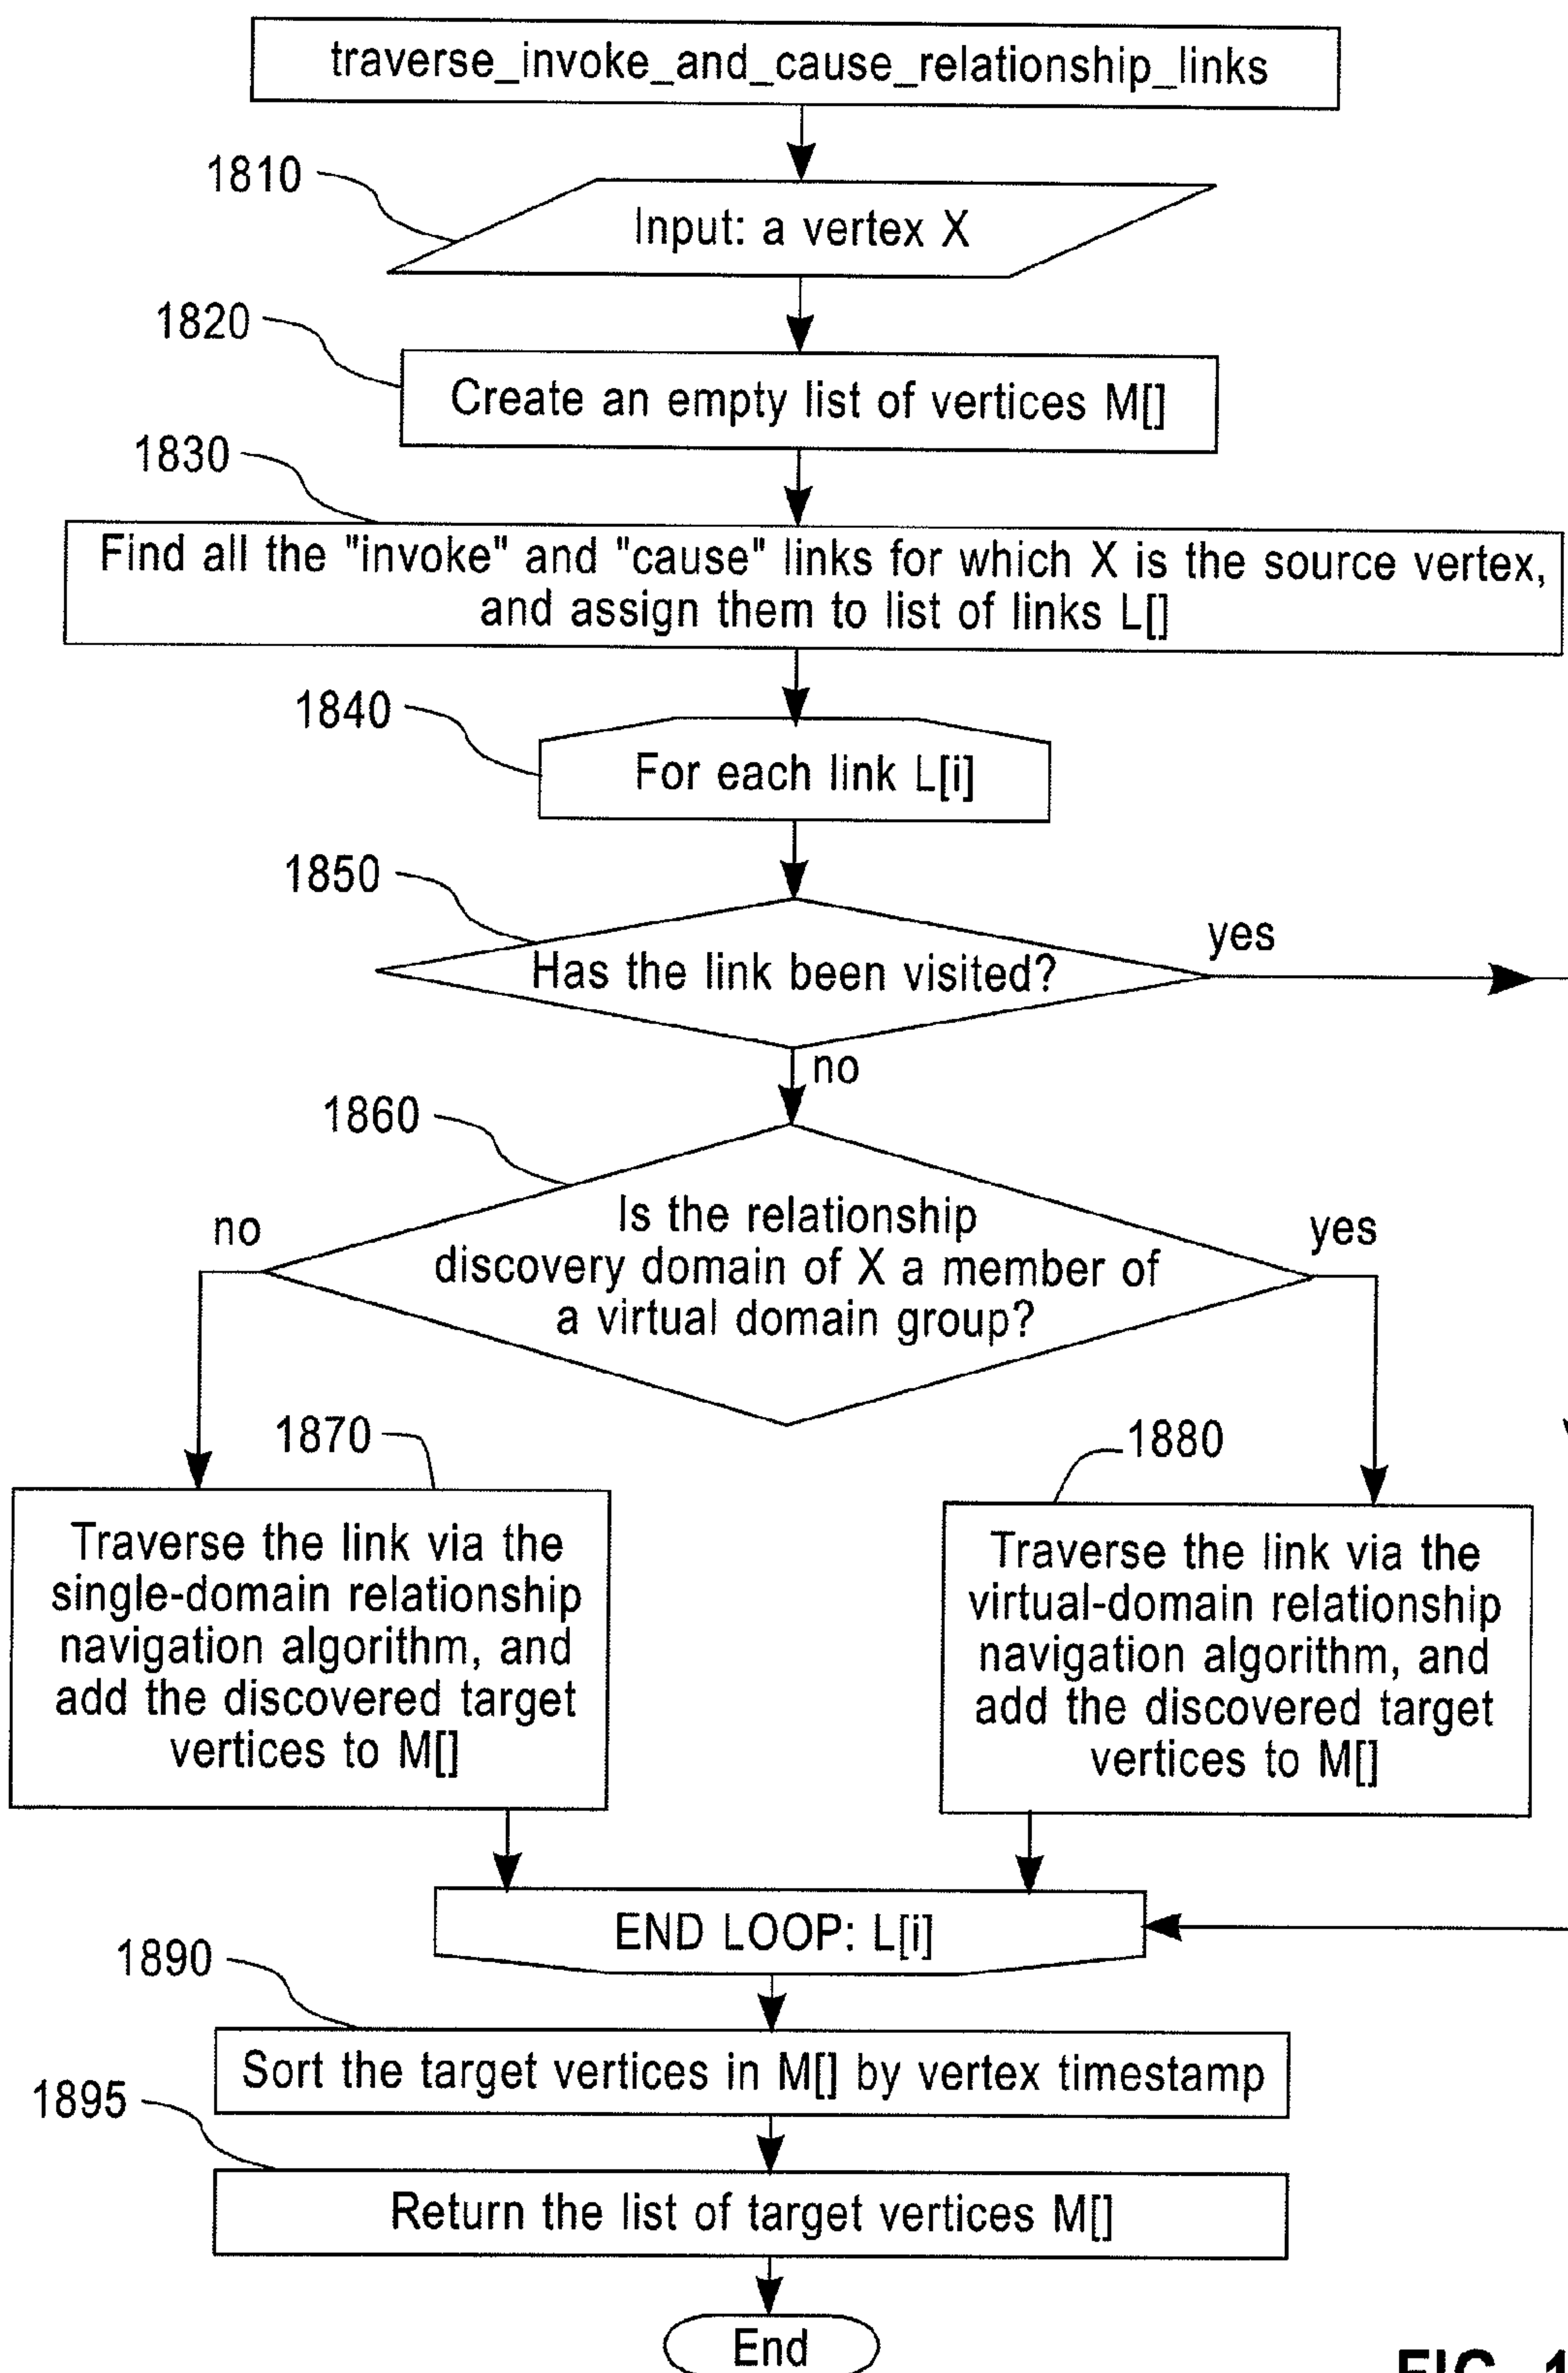 traverse_invoke_and_cause_relationship_links
1810
Input: a vertex X
1820
Create an empty list of vertices M[]
1830
Find all the "invoke" and "cause" links for which X is the source vertex,
and assign them to list of links L[]
1840
For each link L[i]
1850
Has the link been visited?
yes
no
1860
Is the relationship
discovery domain of X a member of
a virtual domain group?
no
yes
1870
Traverse the link via the
single-domain relationship
navigation algorithm, and
add the discovered target
vertices to M[]
1880
Traverse the link via the
virtual-domain relationship
navigation algorithm, and
add the discovered target
vertices to M[]
END LOOP: L[i]
1890
Sort the target vertices in M[] by vertex timestamp
1895
Return the list of target vertices M[]
End
FIG. 1